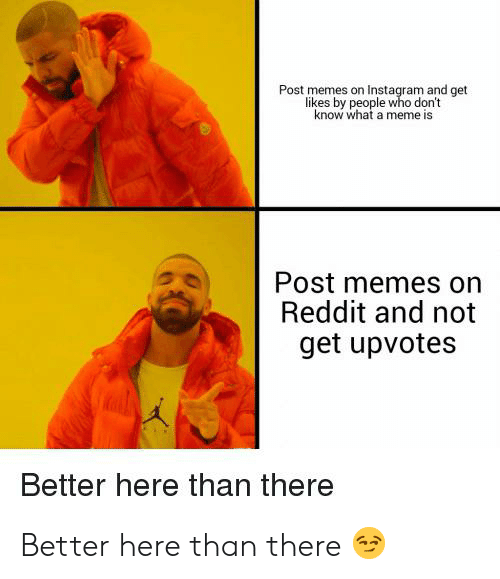 Post memes on Instagram and get
likes by people who don't
know what a meme is
Post memes on
Reddit and not
get upvotes
Better here than there
Better here than there 😏